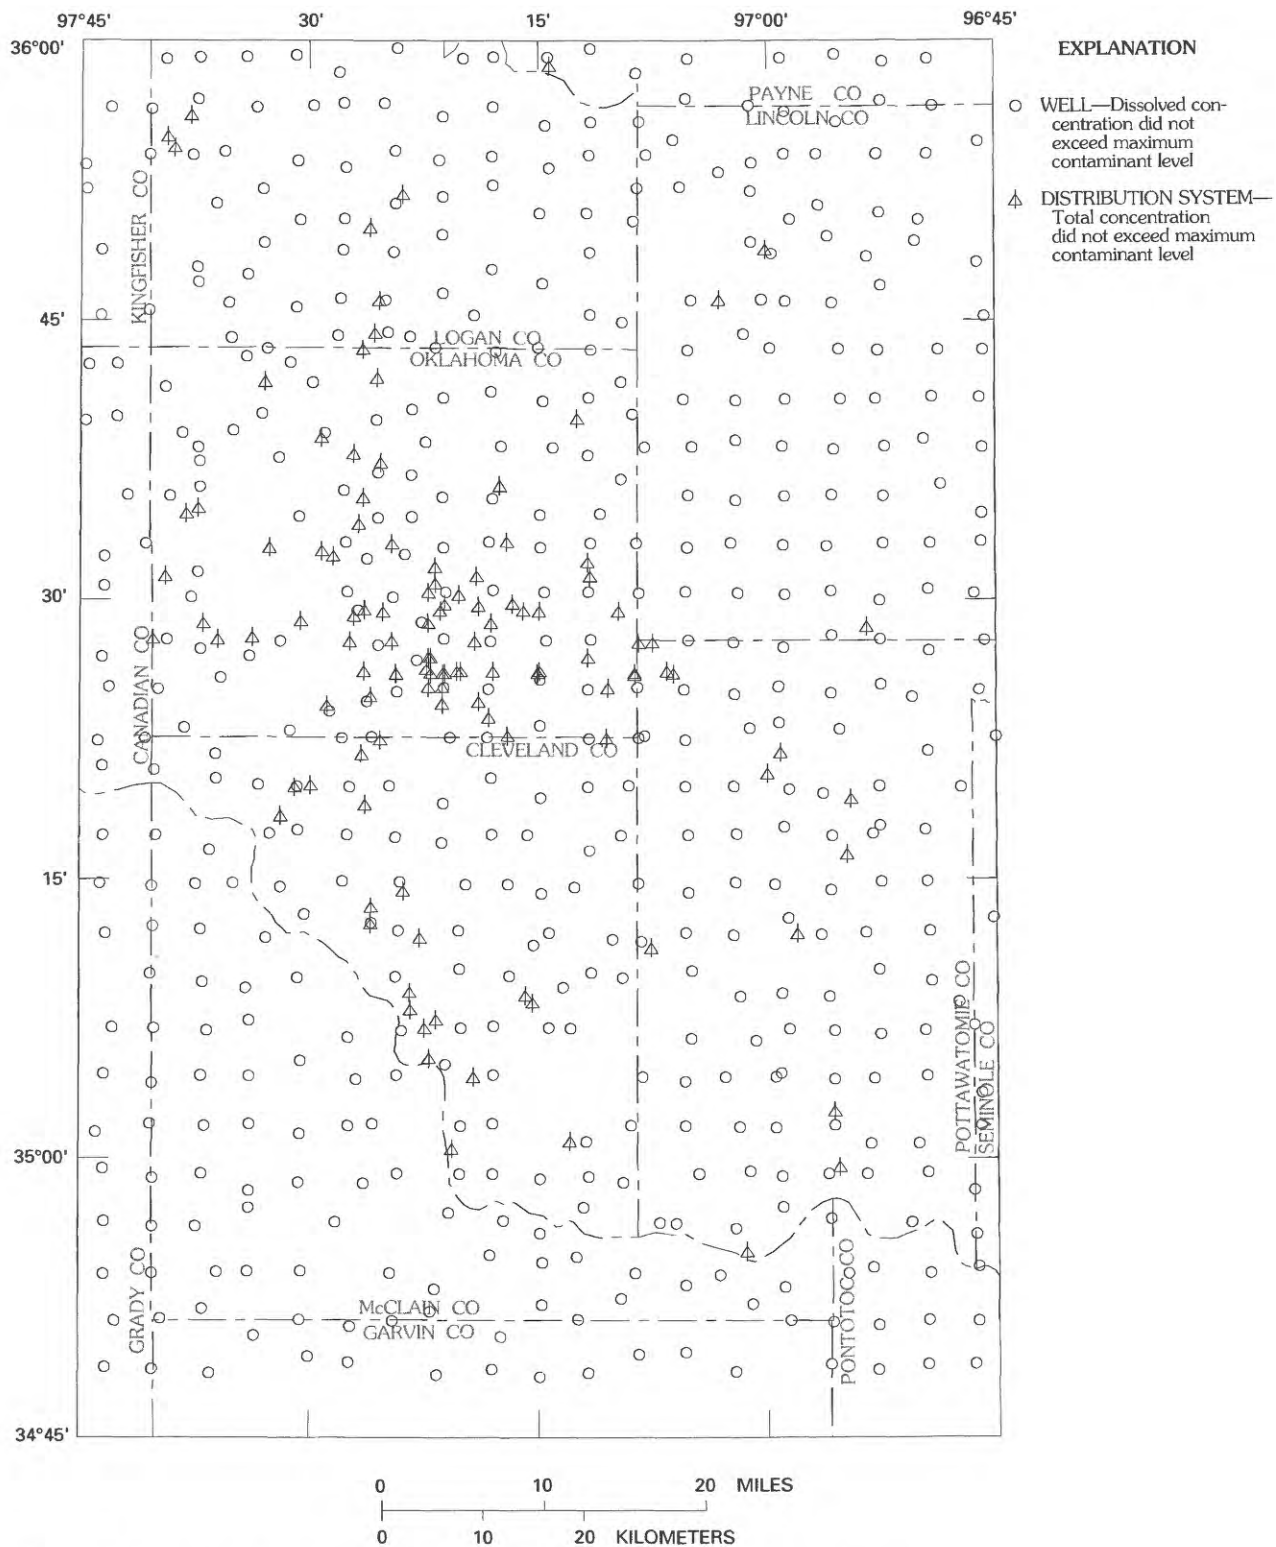 97°45' 30' 15' 97°00' 96°45'
36°00'
EXPLANATION
PAYNE CO
LINCOLN CO
WELL—Dissolved con-
centration did not
exceed maximum
contaminant level
DISTRIBUTION SYSTEM—
Total concentration
did not exceed maximum
contaminant level
KINGFISHER CO
45'
LOGAN CO
OKLAHOMA CO
30'
CANADIAN CO
CLEVELAND CO
15'
POTTAWATOMIE CO
SEMINOLE CO
35°00'
GRADY CO
McCLAIN CO
GARVIN CO
PONTOTOC CO
34°45'
0 10 20 MILES
0 10 20 KILOMETERS